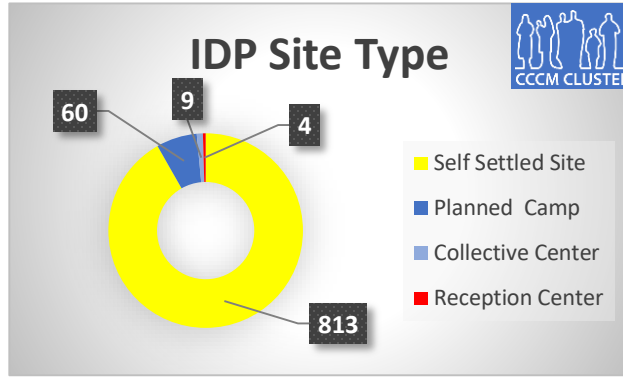 IDP Site Type
CCCM CLUSTER
60
9
4
813
Self Settled Site
Planned Camp
Collective Center
Reception Center